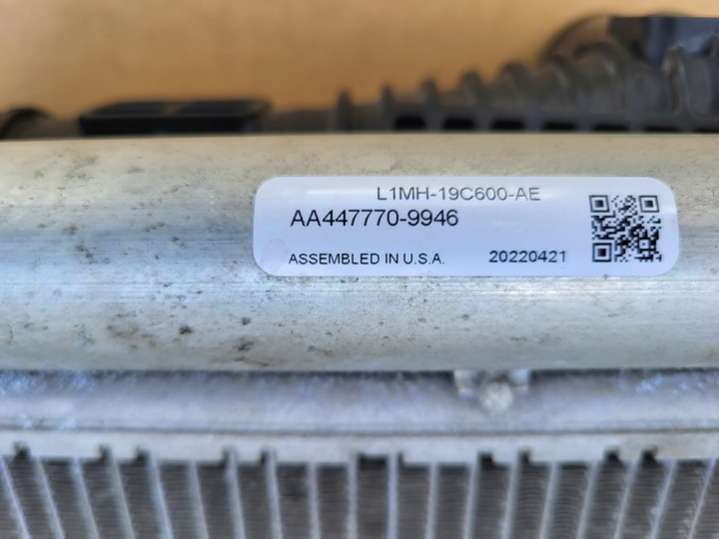 L1MH-19C600-AE
AA447770-9946
ASSEMBLED IN U.S.A. 20220421